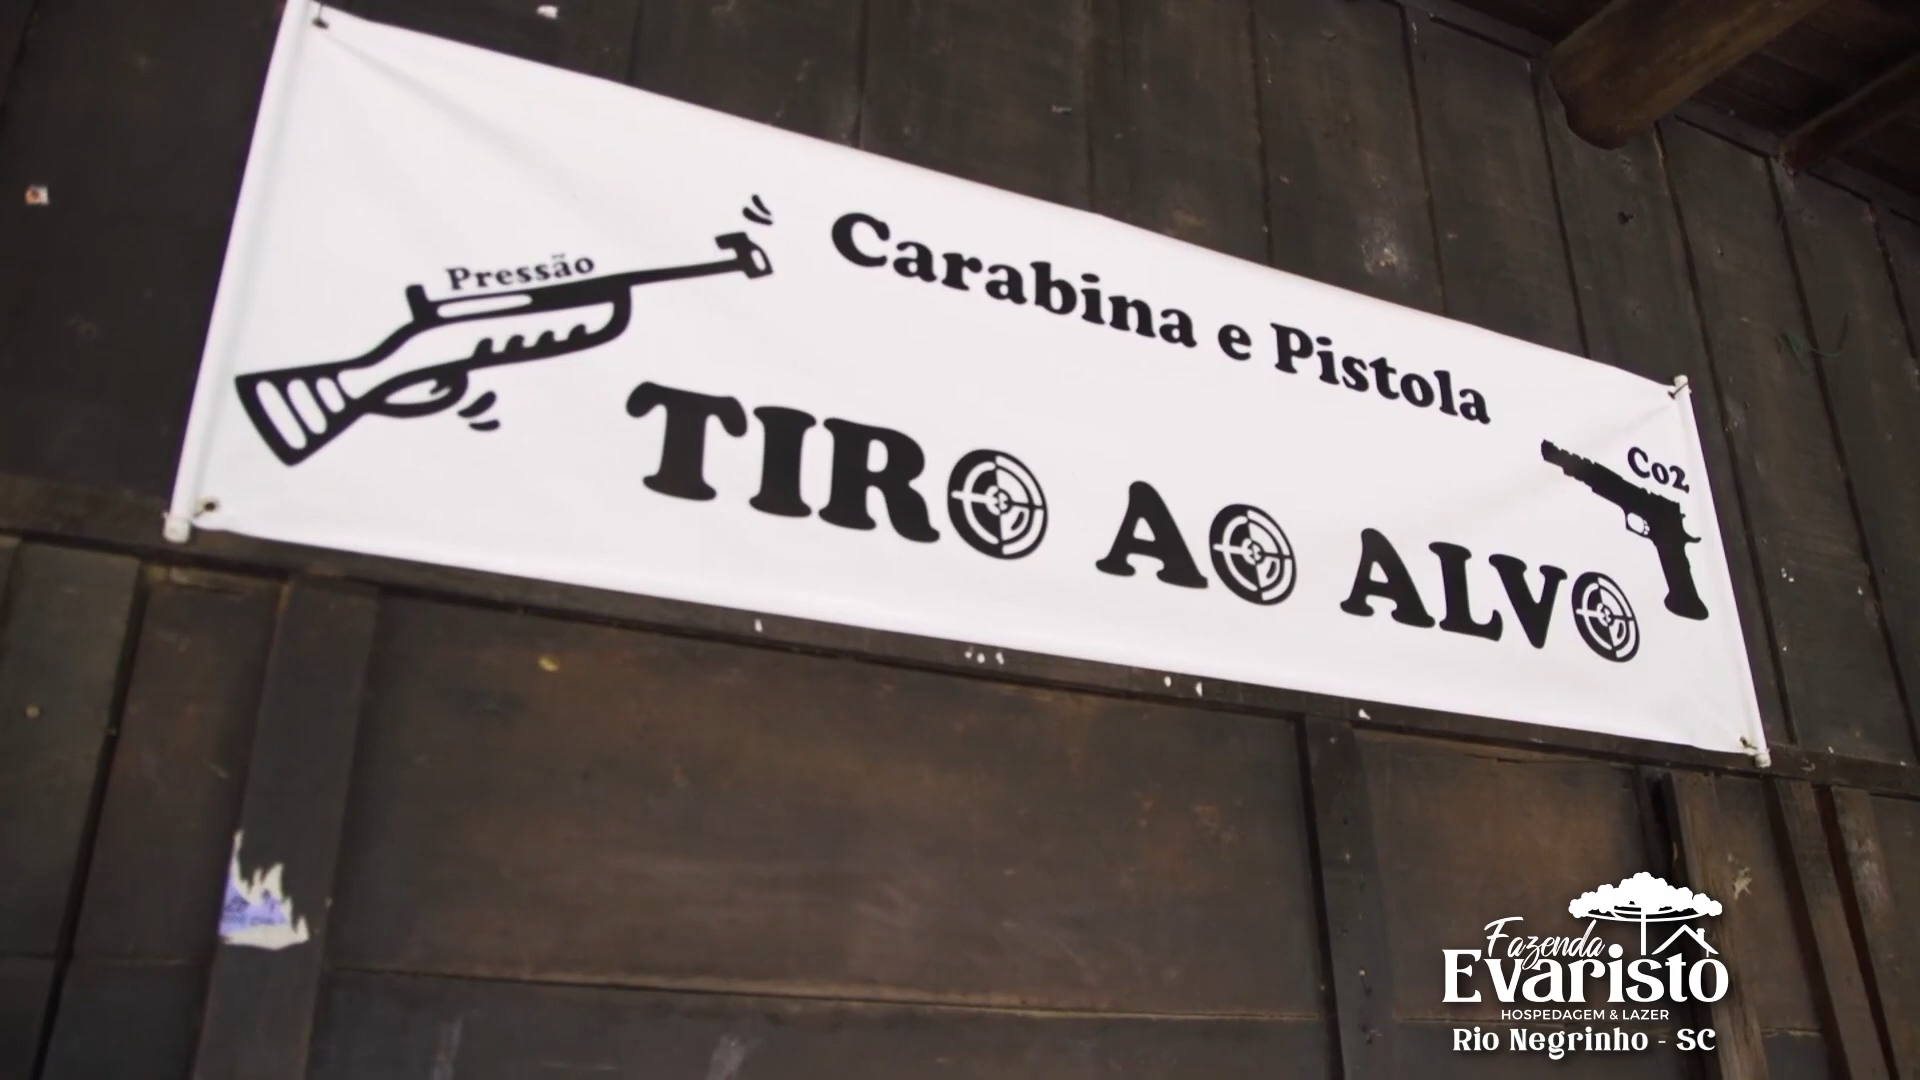 Pressão
Carabina e Pistola
TIRO AO ALVO
Co2
Fazenda
Evaristo
HOSPEDAGEM & LAZER
Rio Negrinho - SC